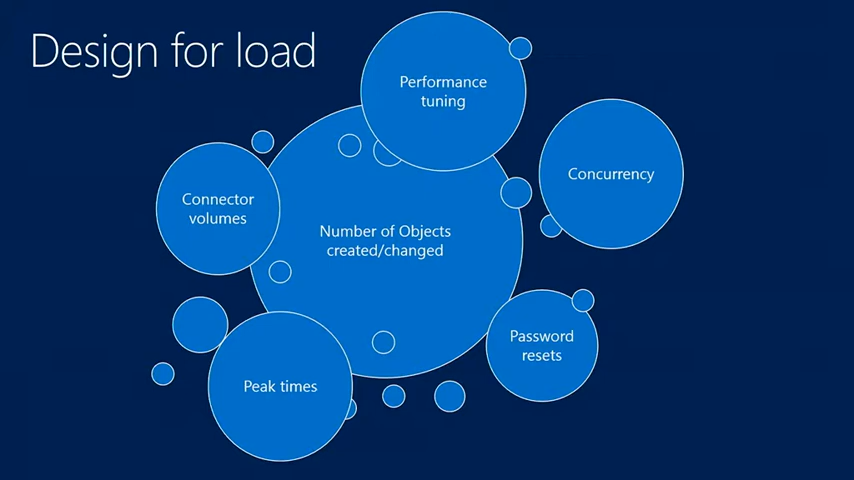 Design for load
Performance
tuning
Concurrency
Connector
volumes
Number of Objects
created/changed
Password
resets
Peak times